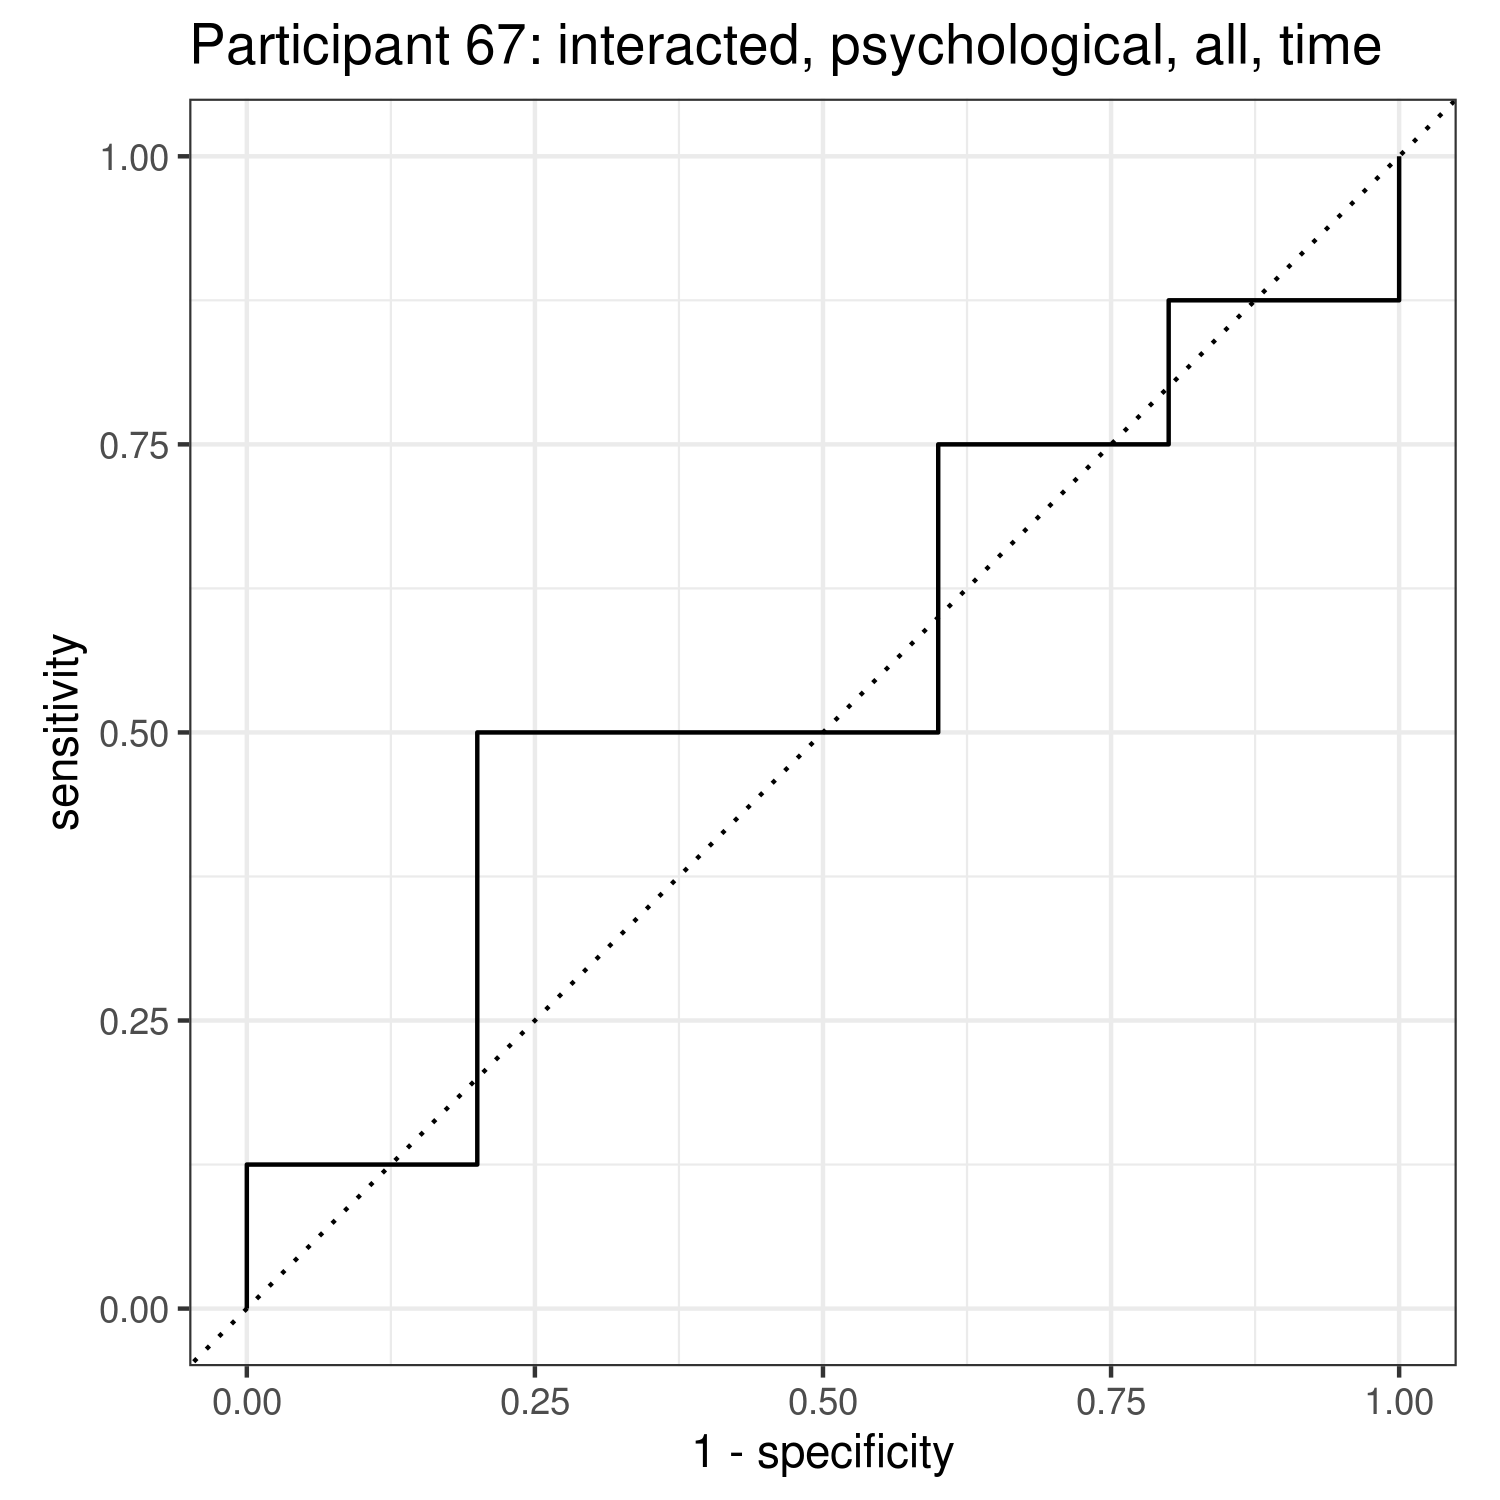 Participant 67: interacted, psychological, all, time
1.00
0.75
0.50
0.25
0.00
sensitivity
0.00 0.25 0.50 0.75 1.00
1 - specificity